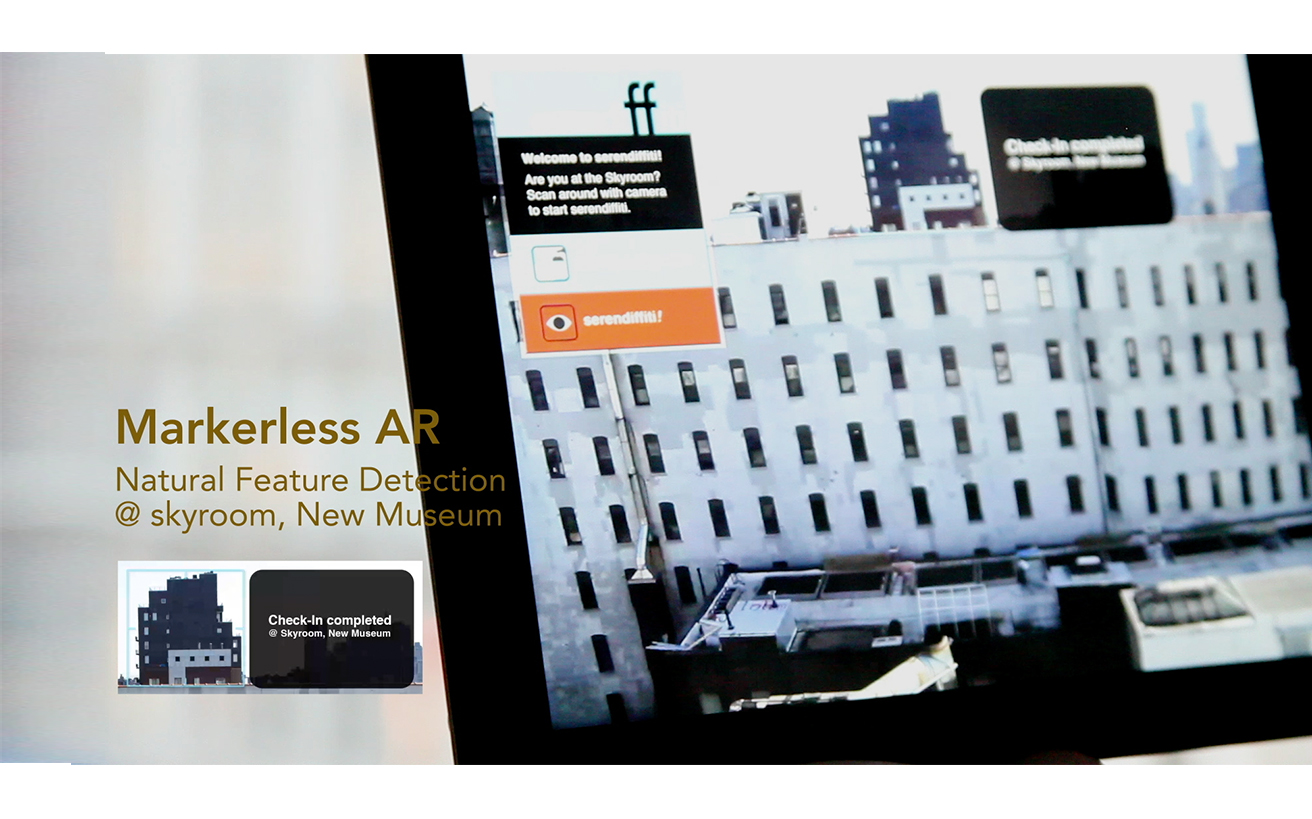 ff
Welcome to serendiffiti!
Are you at the Skyroom?
Scan around with camera
to start serendiffiti.
serendiffiti!
Check-In completed
@ Skyroom, New Museum
Markerless AR
Natural Feature Detection
@ skyroom, New Museum
Check-In completed
@ Skyroom, New Museum